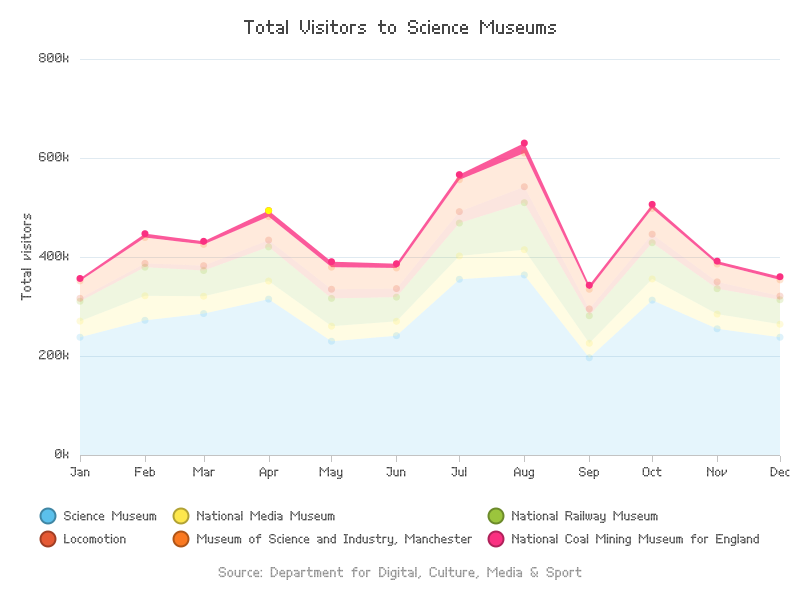 Total Visitors to Science Museums
800k
600k
400k
200k
0k
Total visitors
Jan Feb Mar Apr May Jun Jul Aug Sep Oct Nov Dec
Science Museum National Media Museum National Railway Museum
Locomotion Museum of Science and Industry, Manchester National Coal Mining Museum for England
Source: Department for Digital, Culture, Media & Sport